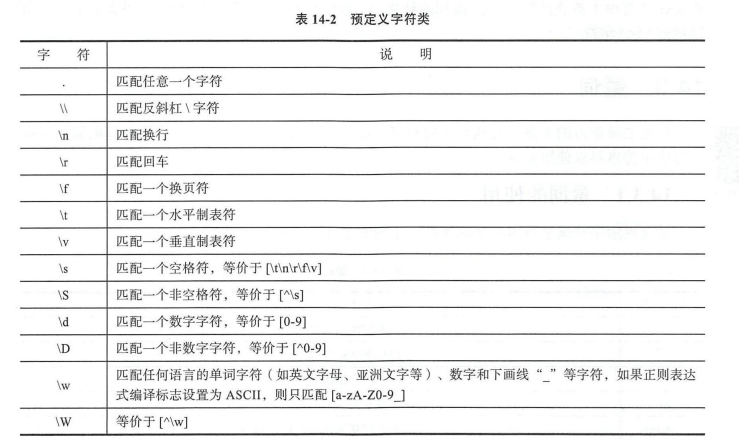 表 14-2 预定义字符类
字 符 说 明
. 匹配任意一个字符
\\ 匹配反斜杠 \ 字符
\n 匹配换行
\r 匹配回车
\f 匹配一个换页符
\t 匹配一个水平制表符
\v 匹配一个垂直制表符
\s 匹配一个空格符，等价于 [\t\n\r\f\v]
\S 匹配一个非空格符，等价于 [^\s]
\d 匹配一个数字字符，等价于 [0-9]
\D 匹配一个非数字字符，等价于 [^0-9]
\w 匹配任何语言的单词字符（如英文字母、亚洲文字等）、数字和下画线“_”等字符，如果正则表达
式编译标志设置为 ASCII，则只匹配 [a-zA-Z0-9_]
\W 等价于 [^\w]